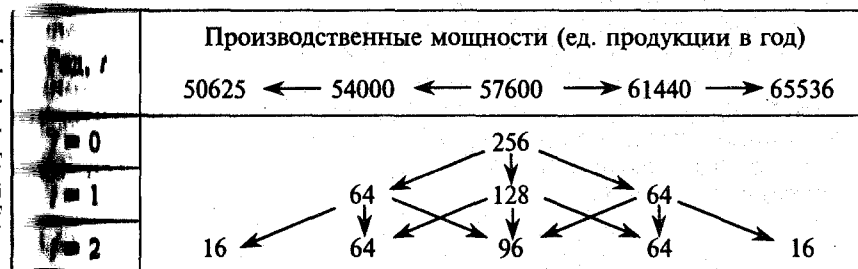 Производственные мощности (ед. продукции в год)
50625 ← 54000 ← 57600 → 61440 → 65536
= 0 256
= 1 64 128 64
= 2 16 64 96 64 16